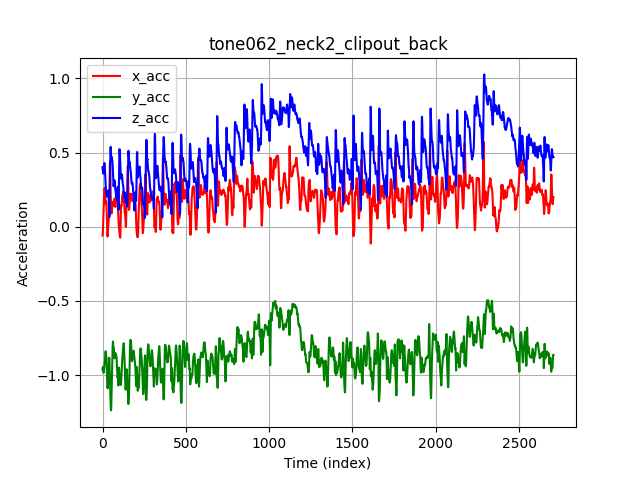 tone062_neck2_clipout_back
x_acc
y_acc
z_acc
1.0
0.5
0.0
−0.5
−1.0
Acceleration
0 500 1000 1500 2000 2500
Time (index)